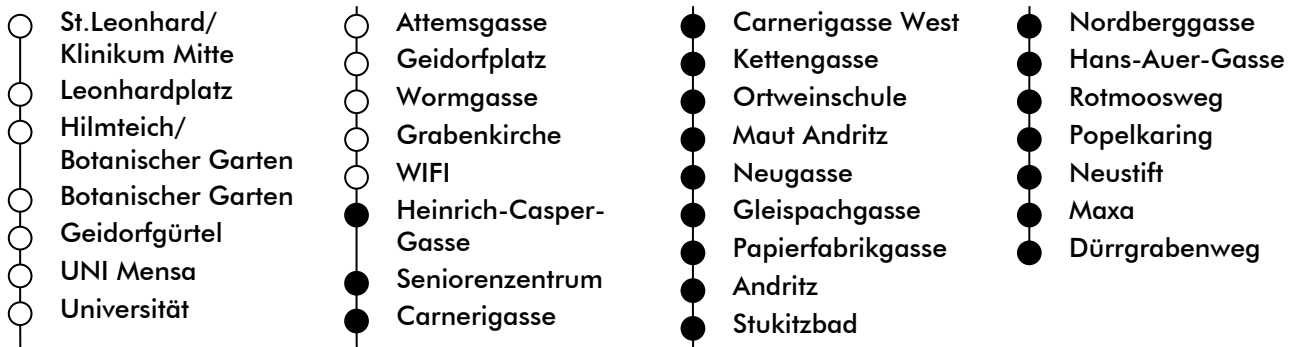 St.Leonhard/
Klinikum Mitte
Leonhardplatz
Hilmteich/
Botanischer Garten
Botanischer Garten
Geidorfgürtel
UNI Mensa
Universität
Attemsgasse
Geidorfplatz
Wormgasse
Grabenkirche
WIFI
Heinrich-Casper-
Gasse
Seniorenzentrum
Carnerigasse
Carnerigasse West
Kettengasse
Ortweinschule
Maut Andritz
Neugasse
Gleispachgasse
Papierfabrikgasse
Andritz
Stukitzbad
Nordberggasse
Hans-Auer-Gasse
Rotmoosweg
Popelkaring
Neustift
Maxa
Dürrgrabenweg